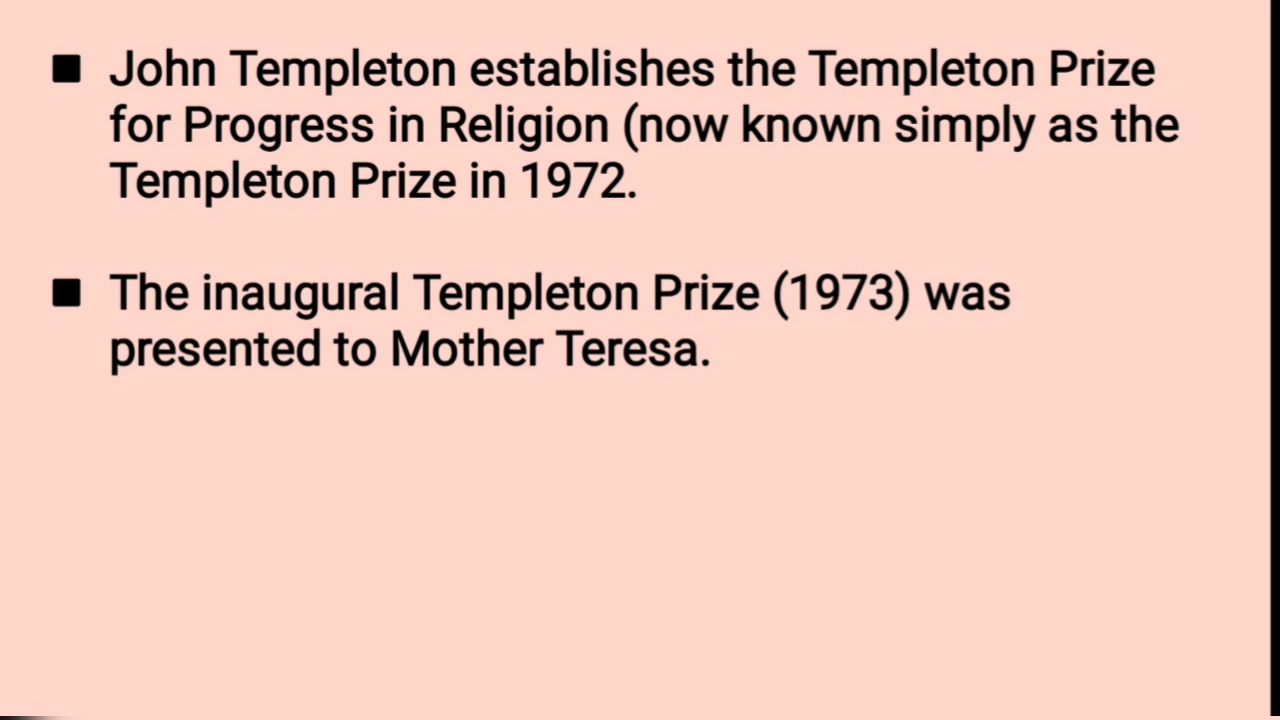 ■ John Templeton establishes the Templeton Prize
for Progress in Religion (now known simply as the
Templeton Prize in 1972.
■ The inaugural Templeton Prize (1973) was
presented to Mother Teresa.